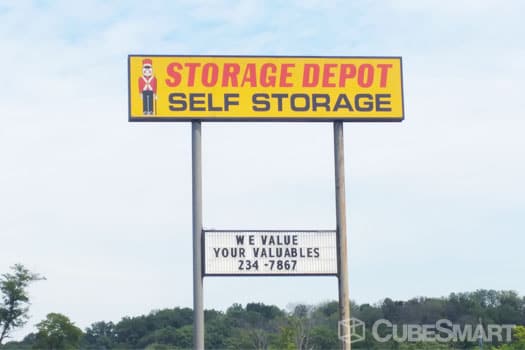 STORAGE DEPOT
SELF STORAGE
WE VALUE
YOUR VALUABLES
234-7867
CUBESMART